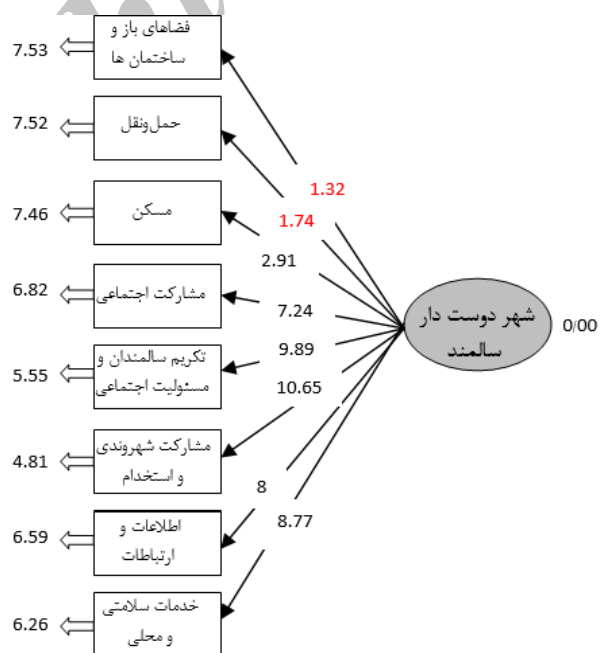 فضاهای باز و
ساختمان ها
7.53
حمل‌ونقل
7.52
مسکن
7.46
مشارکت اجتماعی
6.82
تکریم سالمندان و
مسئولیت اجتماعی
5.55
مشارکت شهروندی
و استخدام
4.81
اطلاعات و
ارتباطات
6.59
خدمات سلامتی
و محلی
6.26
1.32
1.74
2.91
7.24
9.89
10.65
8
8.77
شهر دوست دار
سالمند
0/00